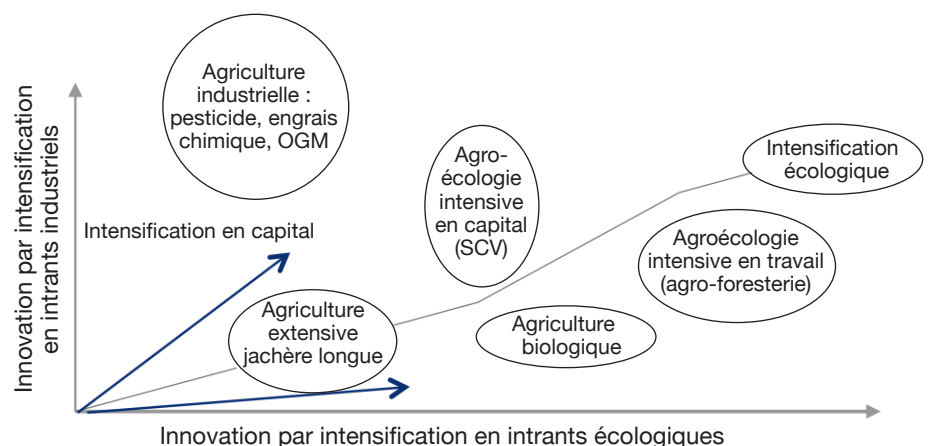 Agriculture
industrielle :
pesticide, engrais
chimique, OGM
Innovation par intensification
en intrants industriels
Intensification en capital
Agro-
écologie
intensive
en capital
(SCV)
Intensification
écologique
Agroécologie
intensive en travail
(agro-foresterie)
Agriculture
extensive
jachère longue
Agriculture
biologique
Innovation par intensification en intrants écologiques